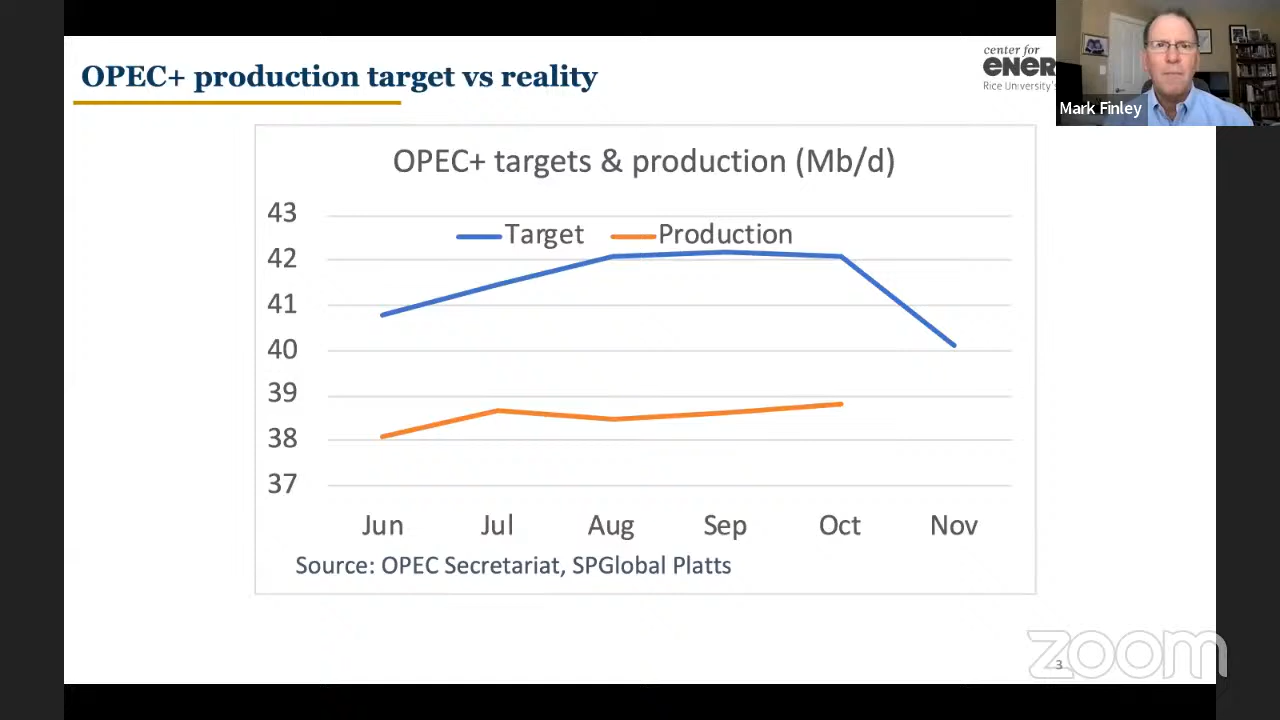 OPEC+ production target vs reality
center for
ENER
Rice University's
Mark Finley
OPEC+ targets & production (Mb/d)
43
42
41
40
39
38
37
Target
Production
Jun
Jul
Aug
Sep
Oct
Nov
Source: OPEC Secretariat, SPGlobal Platts
zoom
3